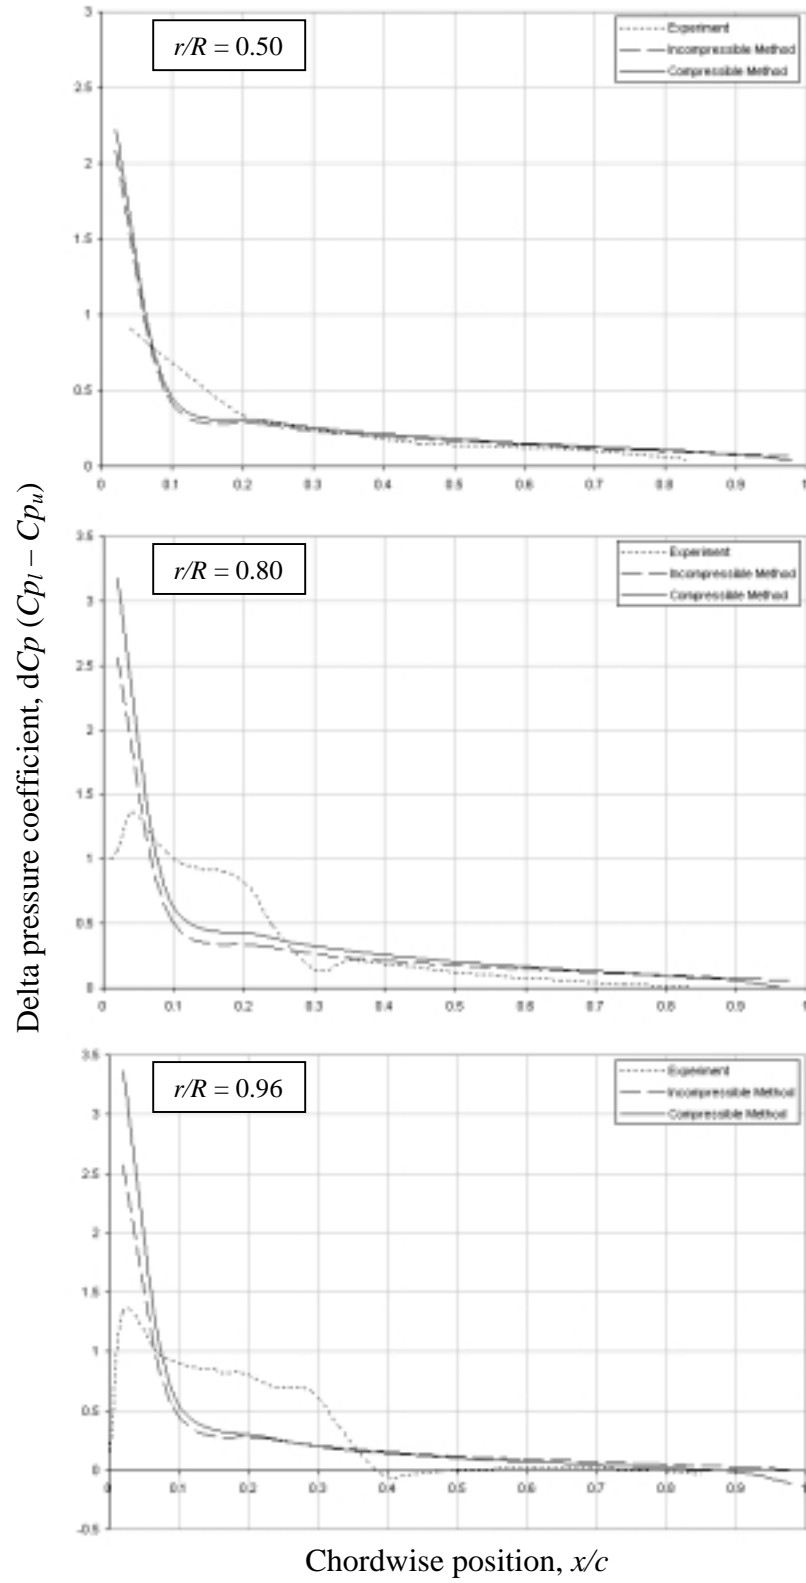 3
r/R = 0.50
Experiment
Incompressible Method
Compressible Method
2.5
2
1.5
1
0.5
0
0 0.1 0.2 0.3 0.4 0.5 0.6 0.7 0.8 0.9 1
Delta pressure coefficient, dCp (Cpl – Cpu)
3.5
r/R = 0.80
Experiment
Incompressible Method
Compressible Method
3
2.5
2
1.5
1
0.5
0
0 0.1 0.2 0.3 0.4 0.5 0.6 0.7 0.8 0.9 1
3.5
r/R = 0.96
Experiment
Incompressible Method
Compressible Method
3
2.5
2
1.5
1
0.5
0
0 0.1 0.2 0.3 0.4 0.5 0.6 0.7 0.8 0.9 1
-0.5
Chordwise position, x/c